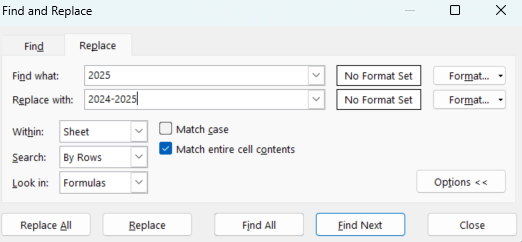 Find and Replace
Find Replace
Find what: 2025 No Format Set Format...
Replace with: 2024-2025 No Format Set Format...
Within: Sheet Match case
Search: By Rows Match entire cell contents
Look in: Formulas
Options <<
Replace All Replace Find All Find Next Close